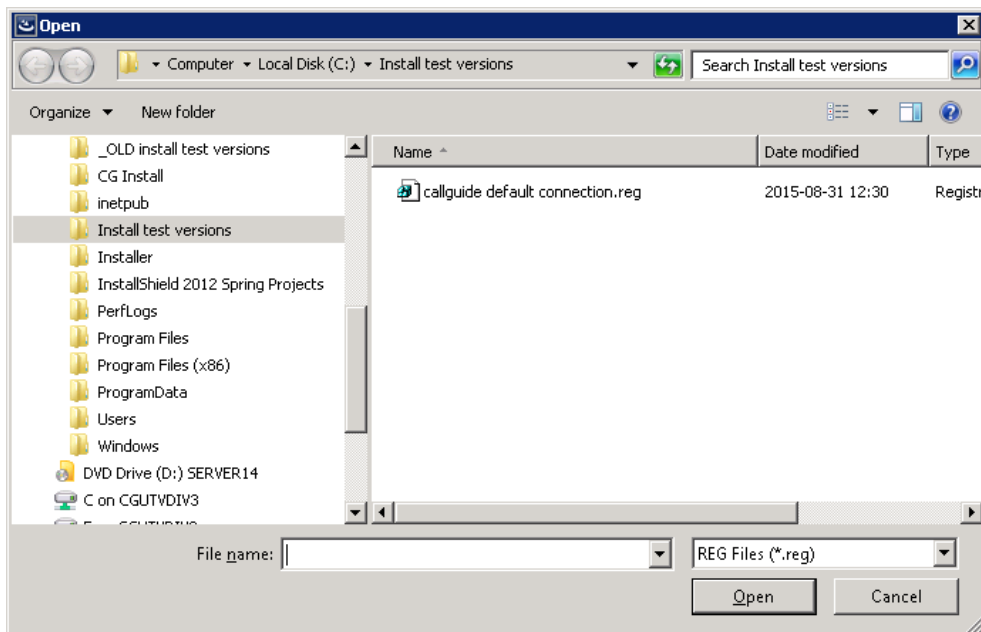 Open
Computer Local Disk (C:) Install test versions
Search Install test versions
Organize New folder
_OLD install test versions
CG Install
inetpub
Install test versions
Installer
InstallShield 2012 Spring Projects
PerfLogs
Program Files
Program Files (x86)
ProgramData
Users
Windows
DVD Drive (D:) SERVER14
C on CGUTVDIV3
Name Date modified Type
callguide default connection.reg 2015-08-31 12:30 Registr
File name: REG Files (*.reg)
Open Cancel